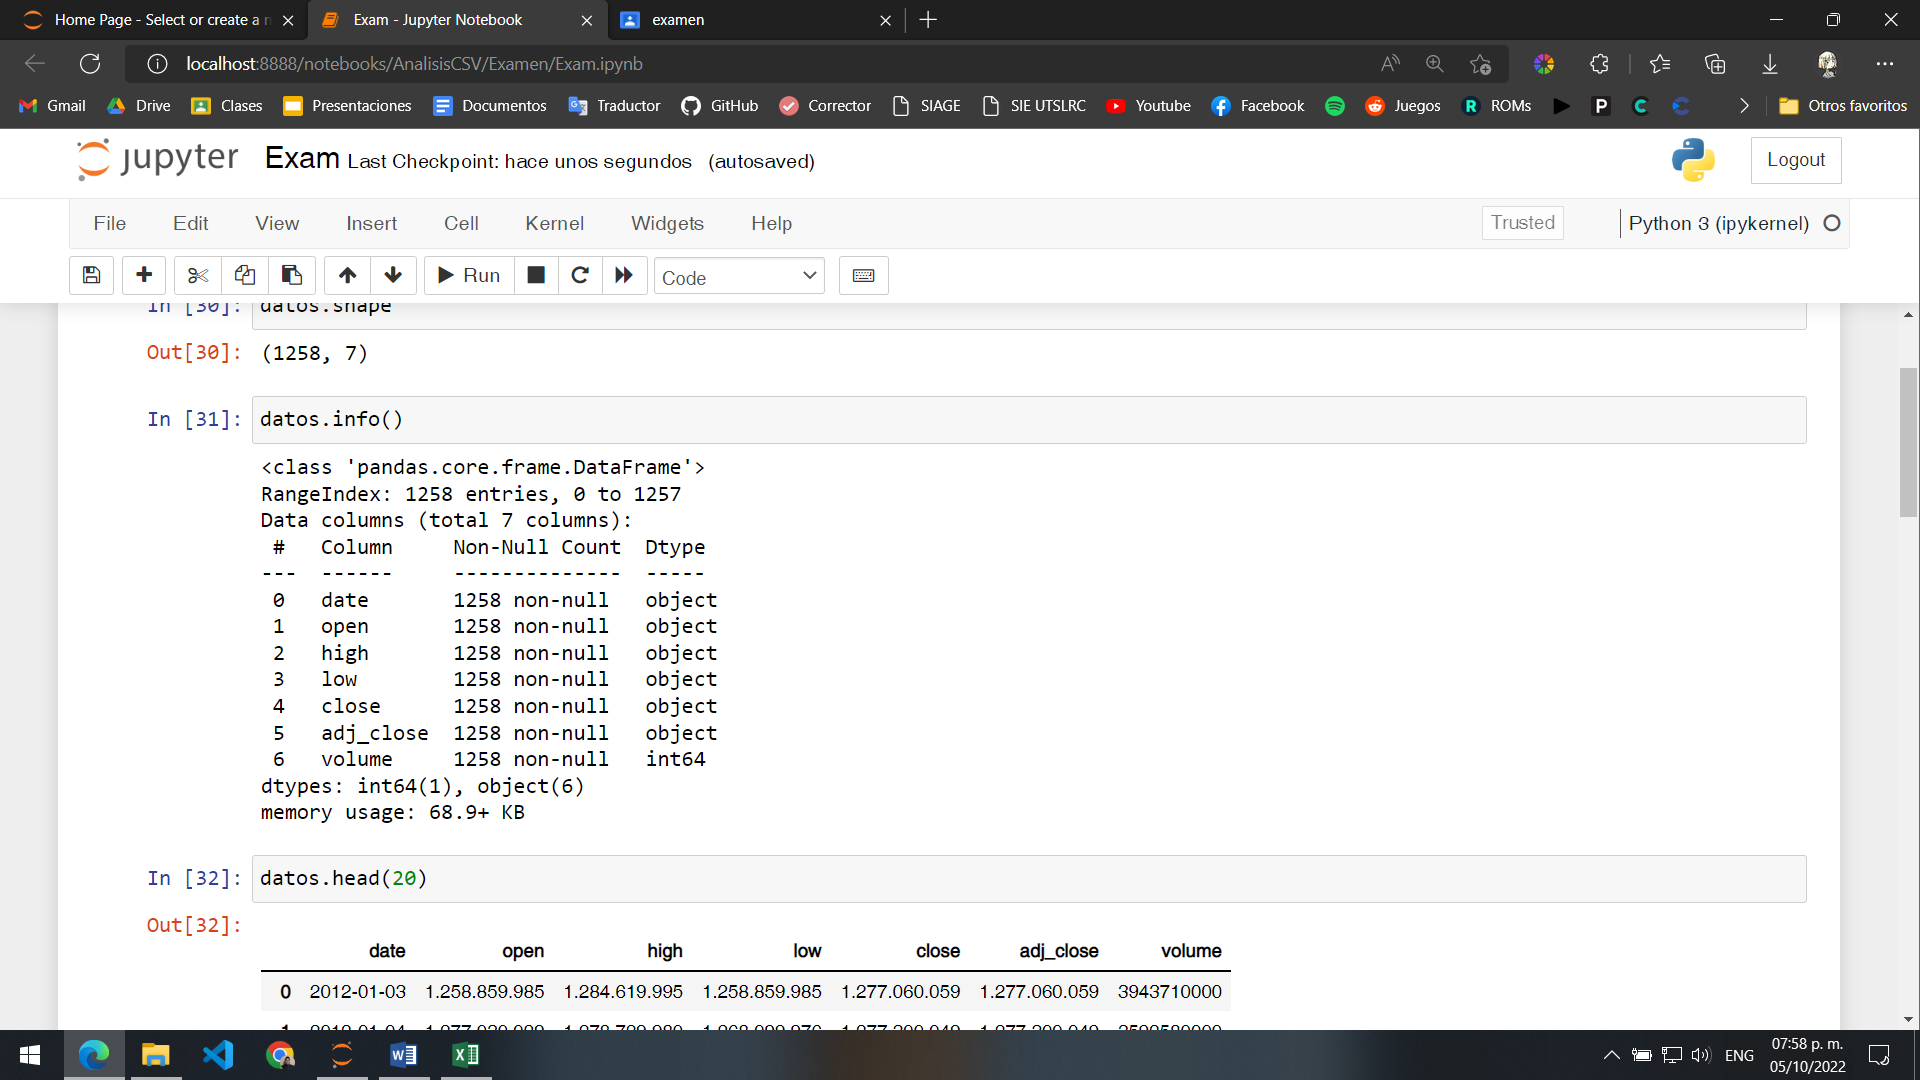 Home Page - Select or create a n
Exam - Jupyter Notebook
examen
localhost:8888/notebooks/AnalisisCSV/Examen/Exam.ipynb
Gmail Drive Clases Presentaciones Documentos Traductor GitHub Corrector SIAGE SIE UTSLRC Youtube Facebook Juegos ROMs Otros favoritos
jupyter Exam Last Checkpoint: hace unos segundos (autosaved) Logout
File Edit View Insert Cell Kernel Widgets Help Trusted Python 3 (ipykernel)
Run Code
In [30]: datos.shape
Out[30]: (1258, 7)
In [31]: datos.info()
<class 'pandas.core.frame.DataFrame'>
RangeIndex: 1258 entries, 0 to 1257
Data columns (total 7 columns):
# Column Non-Null Count Dtype
--- ------ -------------- -----
0 date 1258 non-null object
1 open 1258 non-null object
2 high 1258 non-null object
3 low 1258 non-null object
4 close 1258 non-null object
5 adj_close 1258 non-null object
6 volume 1258 non-null int64
dtypes: int64(1), object(6)
memory usage: 68.9+ KB
In [32]: datos.head(20)
Out[32]:
date open high low close adj_close volume
0 2012-01-03 1.258.859.985 1.284.619.995 1.258.859.985 1.277.060.059 1.277.060.059 3943710000
ENG 07:58 p. m.
05/10/2022